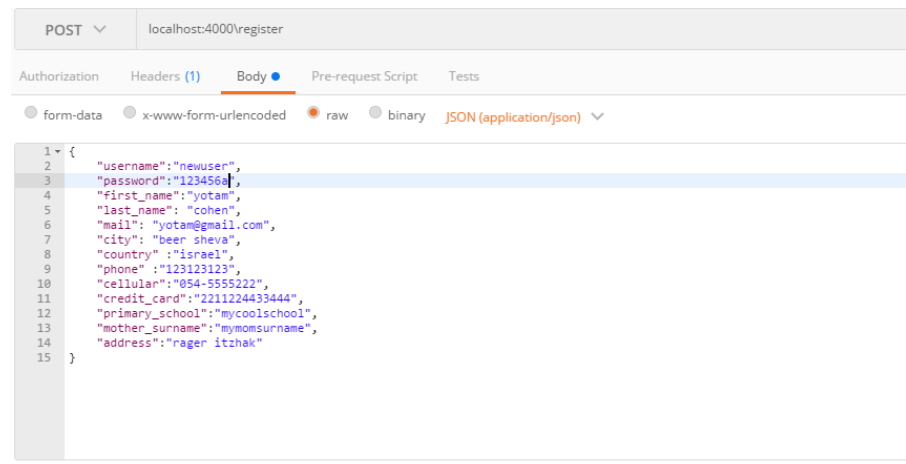 POST localhost:4000\register
Authorization Headers (1) Body Pre-request Script Tests
form-data x-www-form-urlencoded raw binary JSON (application/json)
1 {
2 "username":"newuser",
3 "password":"123456a",
4 "first_name":"yotam",
5 "last_name": "cohen",
6 "mail": "yotam@gmail.com",
7 "city": "beer sheva",
8 "country" :"israel",
9 "phone" :"123123123",
10 "cellular":"054-5555222",
11 "credit_card":"2211224433444",
12 "primary_school":"mycoolschool",
13 "mother_surname":"mymomsurname",
14 "address":"rager itzhak"
15 }